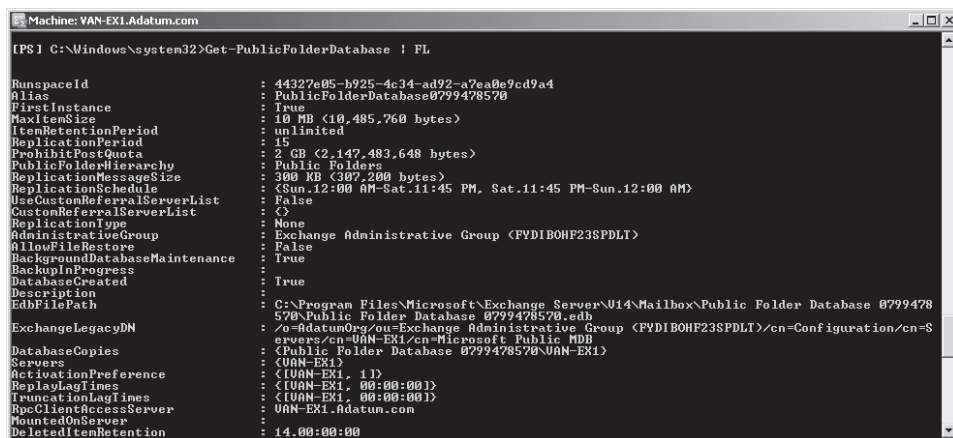 Machine: VAN-EX1.Adatum.com
[PS] C:\Windows\system32>Get-PublicFolderDatabase | FL
RunspaceId : 44327e05-b925-4c34-ad92-a7ea0e9cd9a4
Alias : PublicFolderDatabase0799478570
FirstInstance : True
MaxItemSize : 10 MB (10,485,760 bytes)
ItemRetentionPeriod : unlimited
ReplicationPeriod : 15
ProhibitPostQuota : 2 GB (2,147,483,648 bytes)
PublicFolderHierarchy : Public Folders
ReplicationMessageSize : 300 KB (307,200 bytes)
ReplicationSchedule : {Sun.12:00 AM-Sat.11:45 PM, Sat.11:45 PM-Sun.12:00 AM}
UseCustomReferralServerList : False
CustomReferralServerList : {}
ReplicationType : None
AdministrativeGroup : Exchange Administrative Group (FYDIBOHF23SPDLT)
AllowFileRestore : False
BackgroundDatabaseMaintenance : True
BackupInProgress :
DatabaseCreated : True
Description :
EdbFilePath : C:\Program Files\Microsoft\Exchange Server\V14\Mailbox\Public Folder Database 0799478
570\Public Folder Database 0799478570.edb
ExchangeLegacyDN : /o=AdatumOrg/ou=Exchange Administrative Group (FYDIBOHF23SPDLT)/cn=Configuration/cn=S
ervers/cn=VAN-EX1/cn=Microsoft Public MDB
DatabaseCopies : {Public Folder Database 0799478570\VAN-EX1}
Servers : {VAN-EX1}
ActivationPreference : {[VAN-EX1, 1]}
ReplayLagTimes : {[VAN-EX1, 00:00:00]}
TruncationLagTimes : {[VAN-EX1, 00:00:00]}
RpcClientAccessServer : VAN-EX1.Adatum.com
MountedOnServer :
DeletedItemRetention : 14.00:00:00